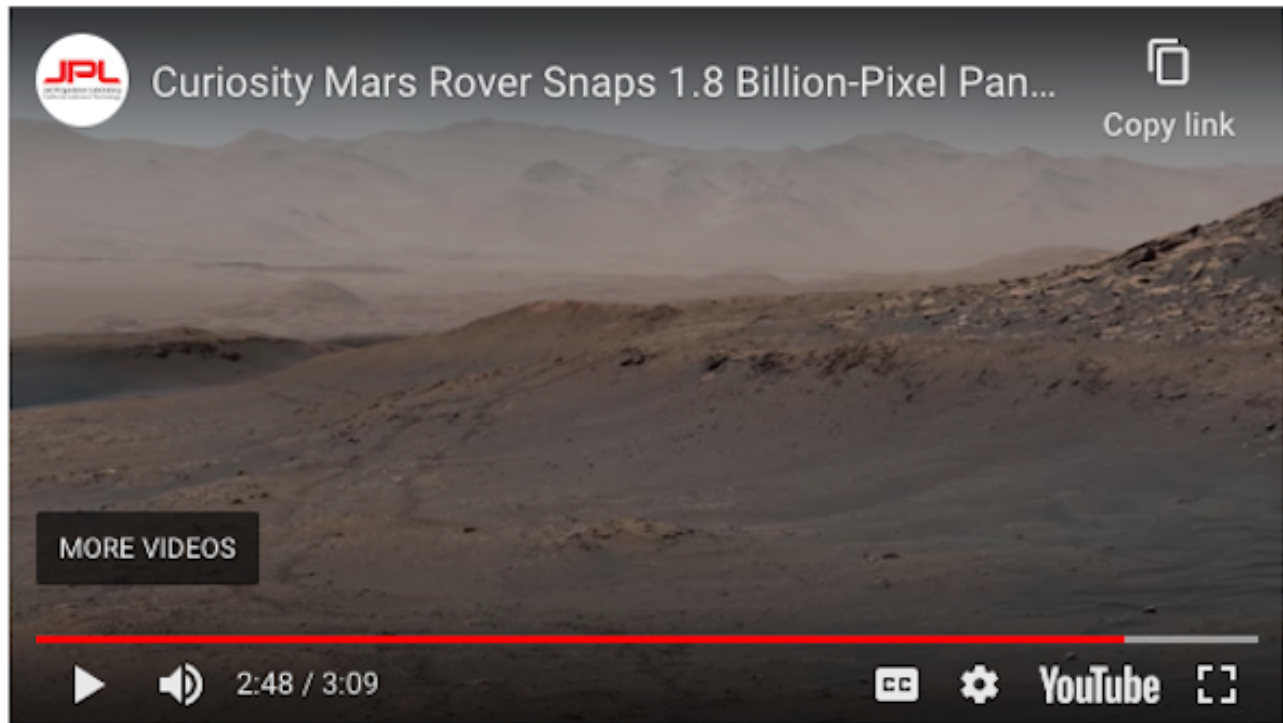 JPL
Curiosity Mars Rover Snaps 1.8 Billion-Pixel Pan...
Copy link
MORE VIDEOS
2:48 / 3:09
CC
YouTube